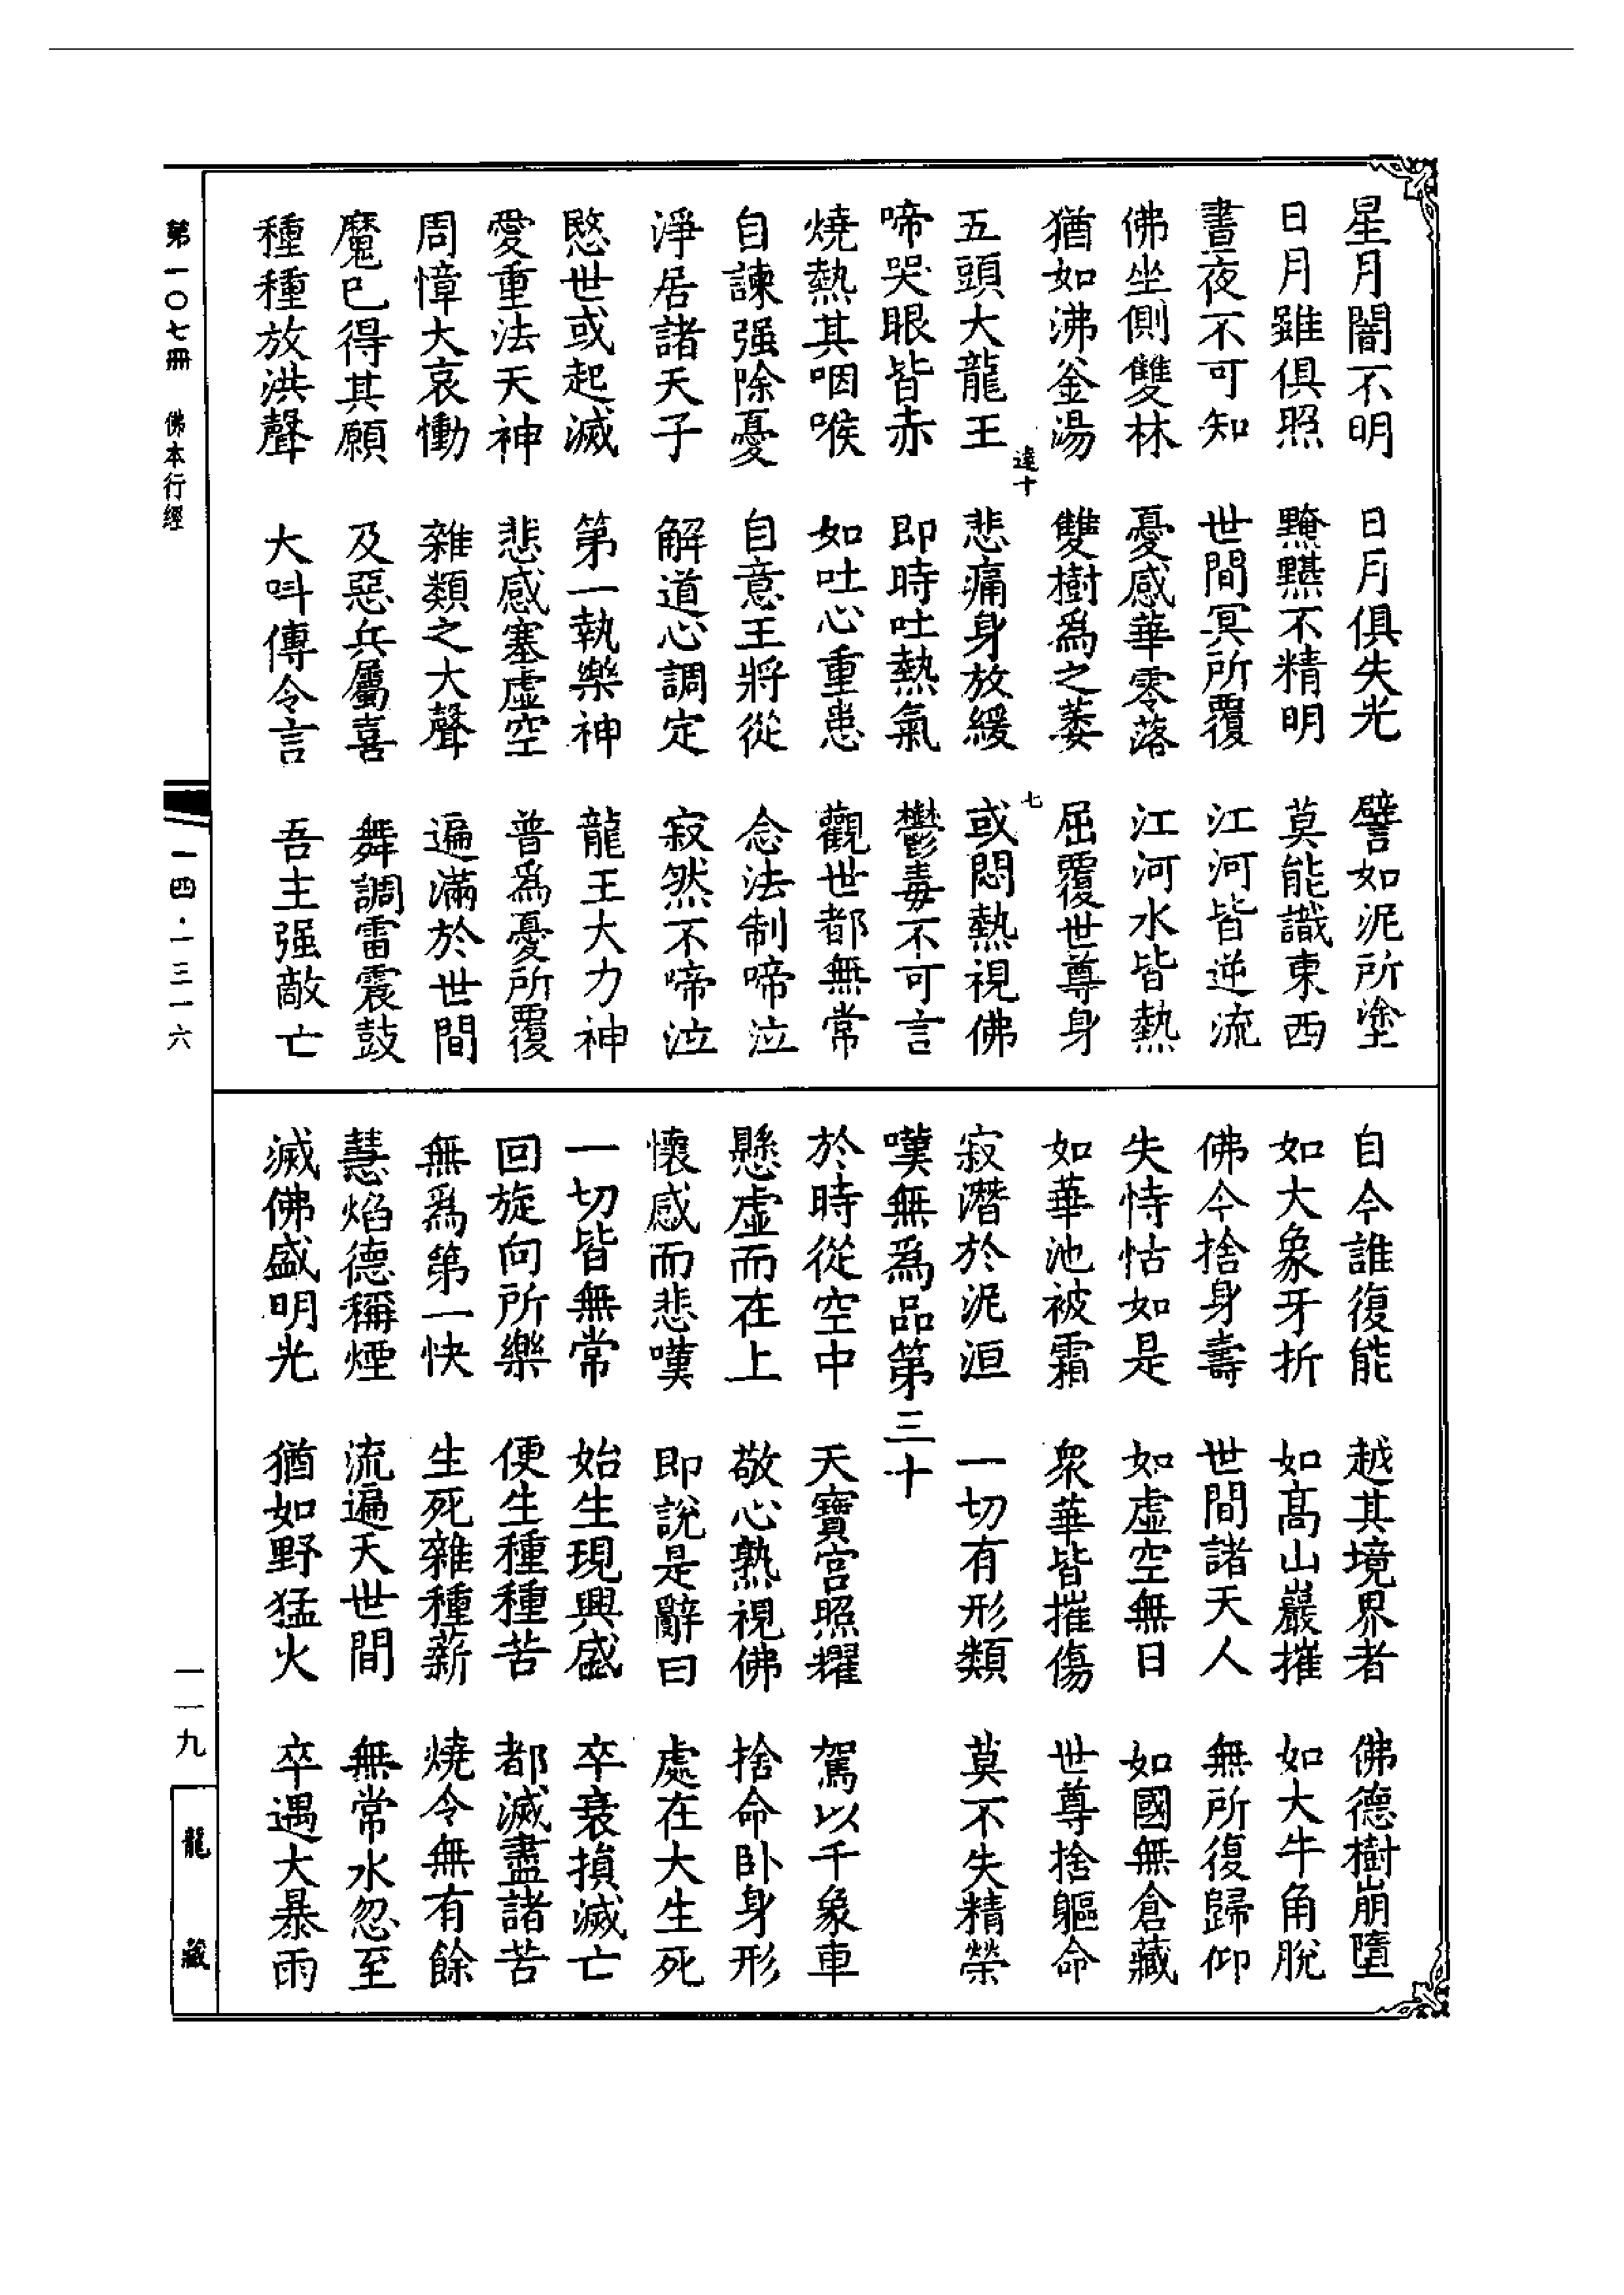 星月闇不明　日月俱失光　譬如泥所塗
日月雖俱照　黤黮不精明　莫能識東西
晝夜不可知　世間冥所覆　江河皆逆流
佛坐側雙林　憂感華零落　江河水皆熱
猶如沸釜湯　雙樹爲之萎　屈覆世尊身
達十　七
五頭大龍王　悲痛身放緩　或悶熱視佛
啼哭眼皆赤　即時吐熱氣　鬱毒不可言
燒熱其咽喉　如吐心重恚　觀世都無常
自諫强除憂　自意王將從　念法制啼泣
淨居諸天子　解道心調定　寂然不啼泣
愍世或起滅　第一執樂神　龍王大力神
愛重法天神　悲感塞虛空　普爲憂所覆
周慞大哀慟　雜類之大聲　遍滿於世間
魔已得其願　及惡兵屬喜　舞調雷震鼓
種種放洪聲　大叫傳令言　吾主强敵亡
自今誰復能　越其境界者　佛德樹崩墮
如大象牙折　如高山巖摧　如大牛角脫
佛今捨身壽　世間諸天人　無所復歸仰
失恃怙如是　如虛空無日　如國無倉藏
如華池被霜　衆華皆摧傷　世尊捨軀命
寂潛於泥洹　一切有形類　莫不失精榮
嘆無爲品第三十
於時從空中　天寶宮照耀　駕以千象車
懸虛而在上　敬心熟視佛　捨命臥身形
懷感而悲嘆　即說是辭曰　處在大生死
一切皆無常　始生現興盛　卒衰損滅亡
回旋向所樂　便生種種苦　都滅盡諸苦
無爲第一快　生死雜種薪　燒令無有餘
慧焰德稱煙　流遍天世間　無常水忽至
滅佛盛明光　猶如野猛火　卒遇大暴雨
第一〇七冊　佛本行經
一四·一三一六
一一九
龍藏